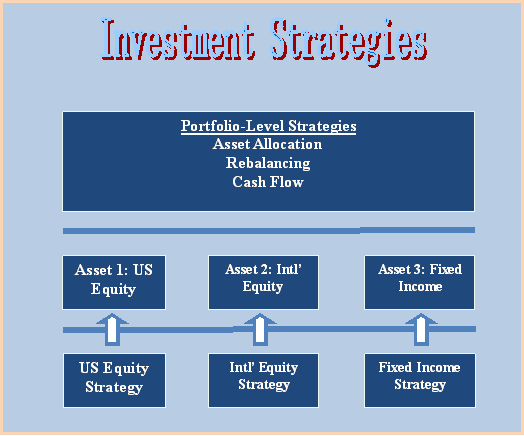 Investment Strategies
Portfolio-Level Strategies
Asset Allocation
Rebalancing
Cash Flow
Asset 1: US
Equity
Asset 2: Intl'
Equity
Asset 3: Fixed
Income
US Equity
Strategy
Intl' Equity
Strategy
Fixed Income
Strategy